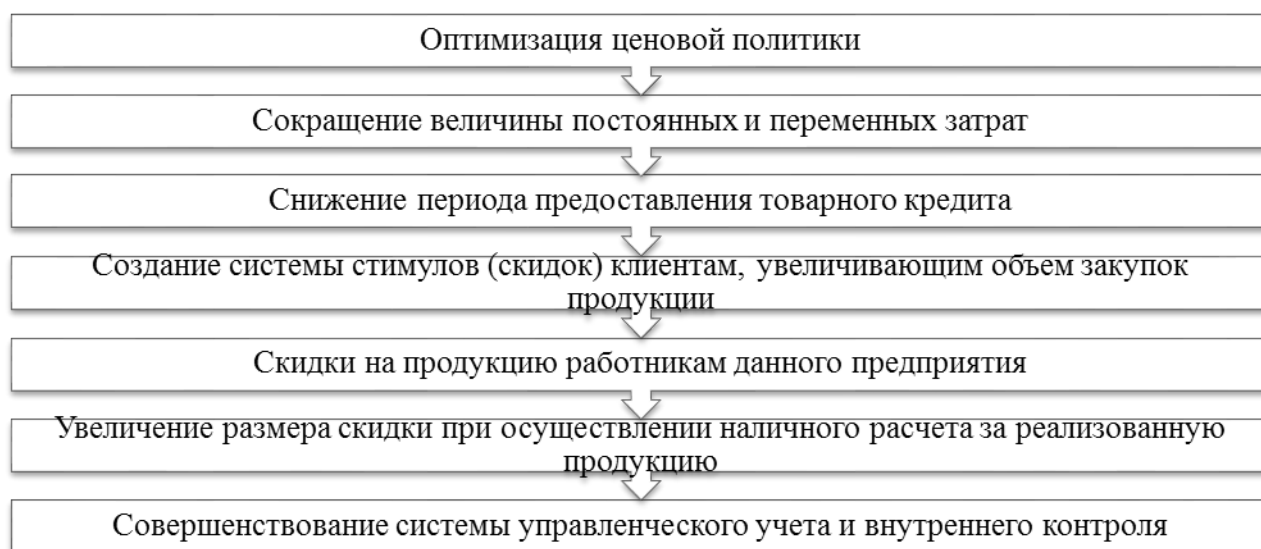 Оптимизация ценовой политики
Сокращение величины постоянных и переменных затрат
Снижение периода предоставления товарного кредита
Создание системы стимулов (скидок) клиентам, увеличивающим объем закупок
продукции
Скидки на продукцию работникам данного предприятия
Увеличение размера скидки при осуществлении наличного расчета за реализованную
продукцию
Совершенствование системы управленческого учета и внутреннего контроля